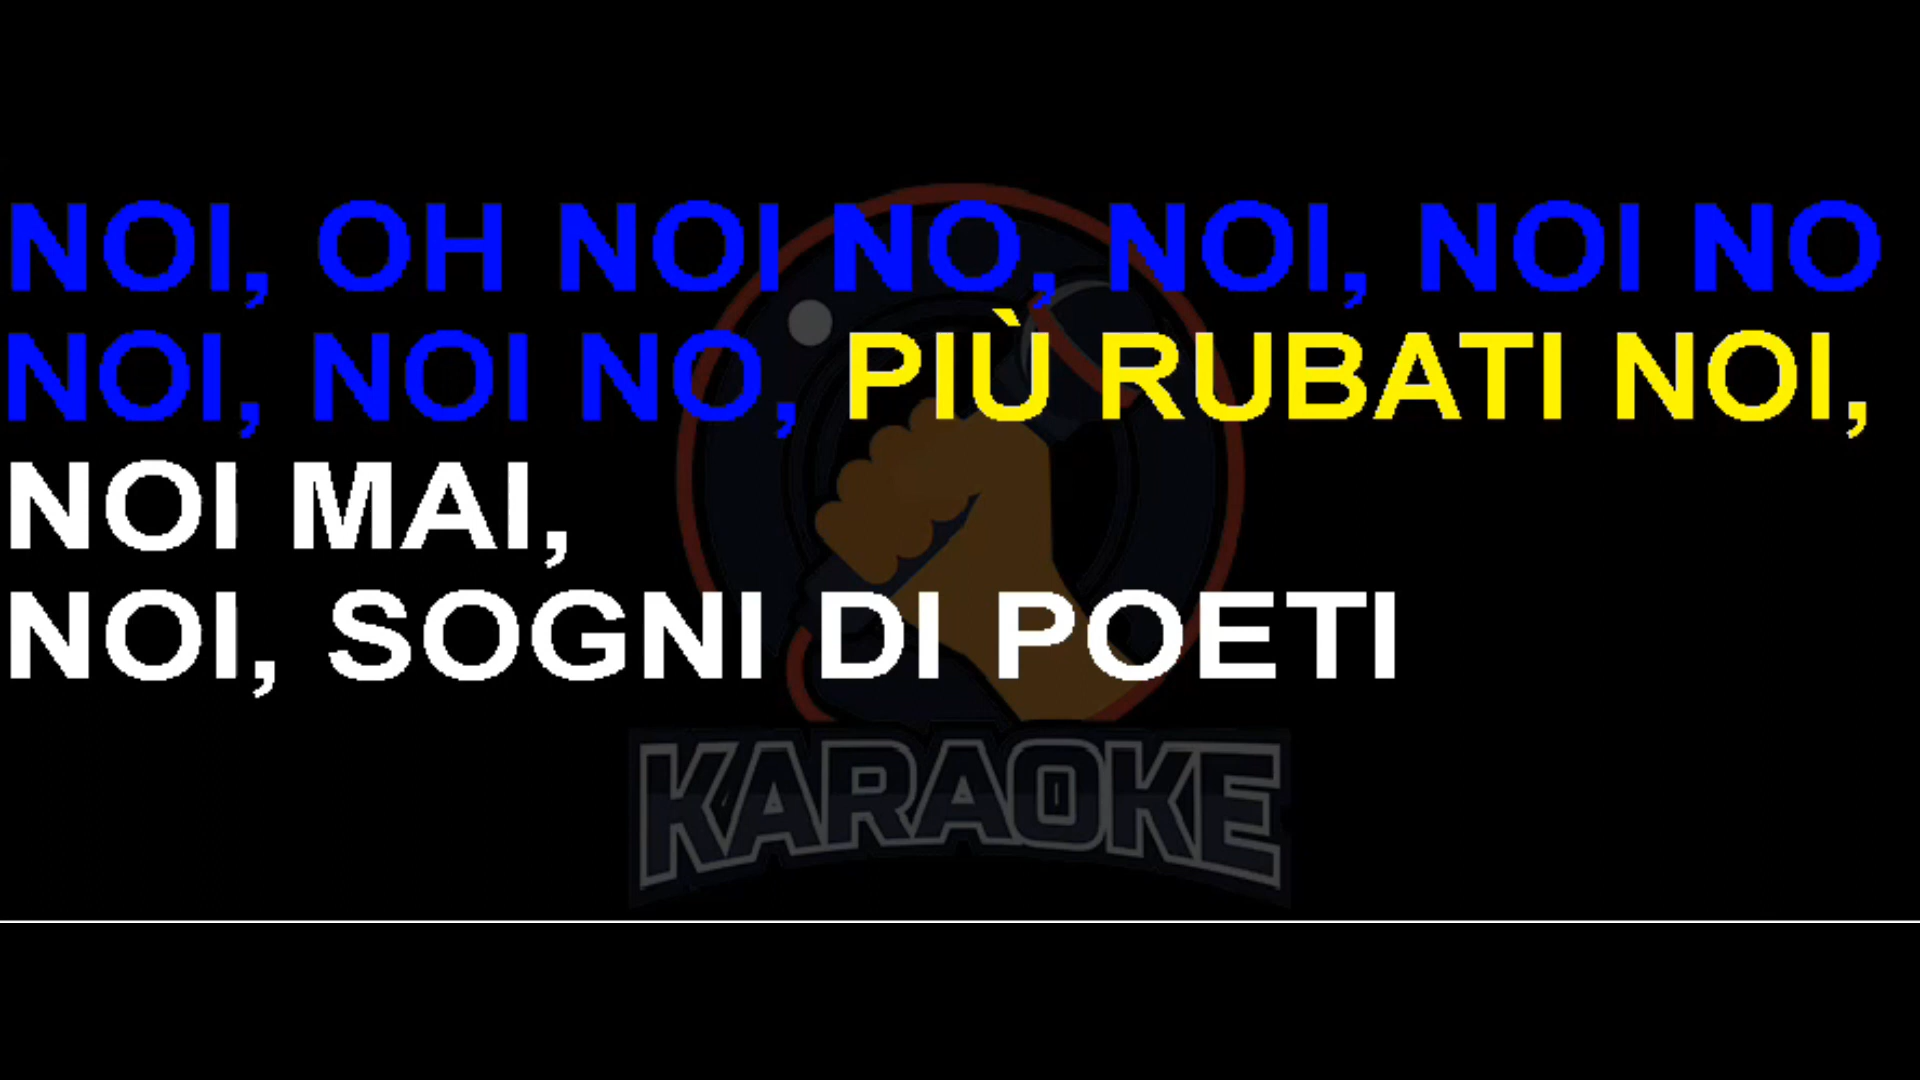 NOI, OH NOI NO, NOI, NOI NO
NOI, NOI NO, PIÙ RUBATI NOI,
NOI MAI,
NOI, SOGNI DI POETI
KARAOKE